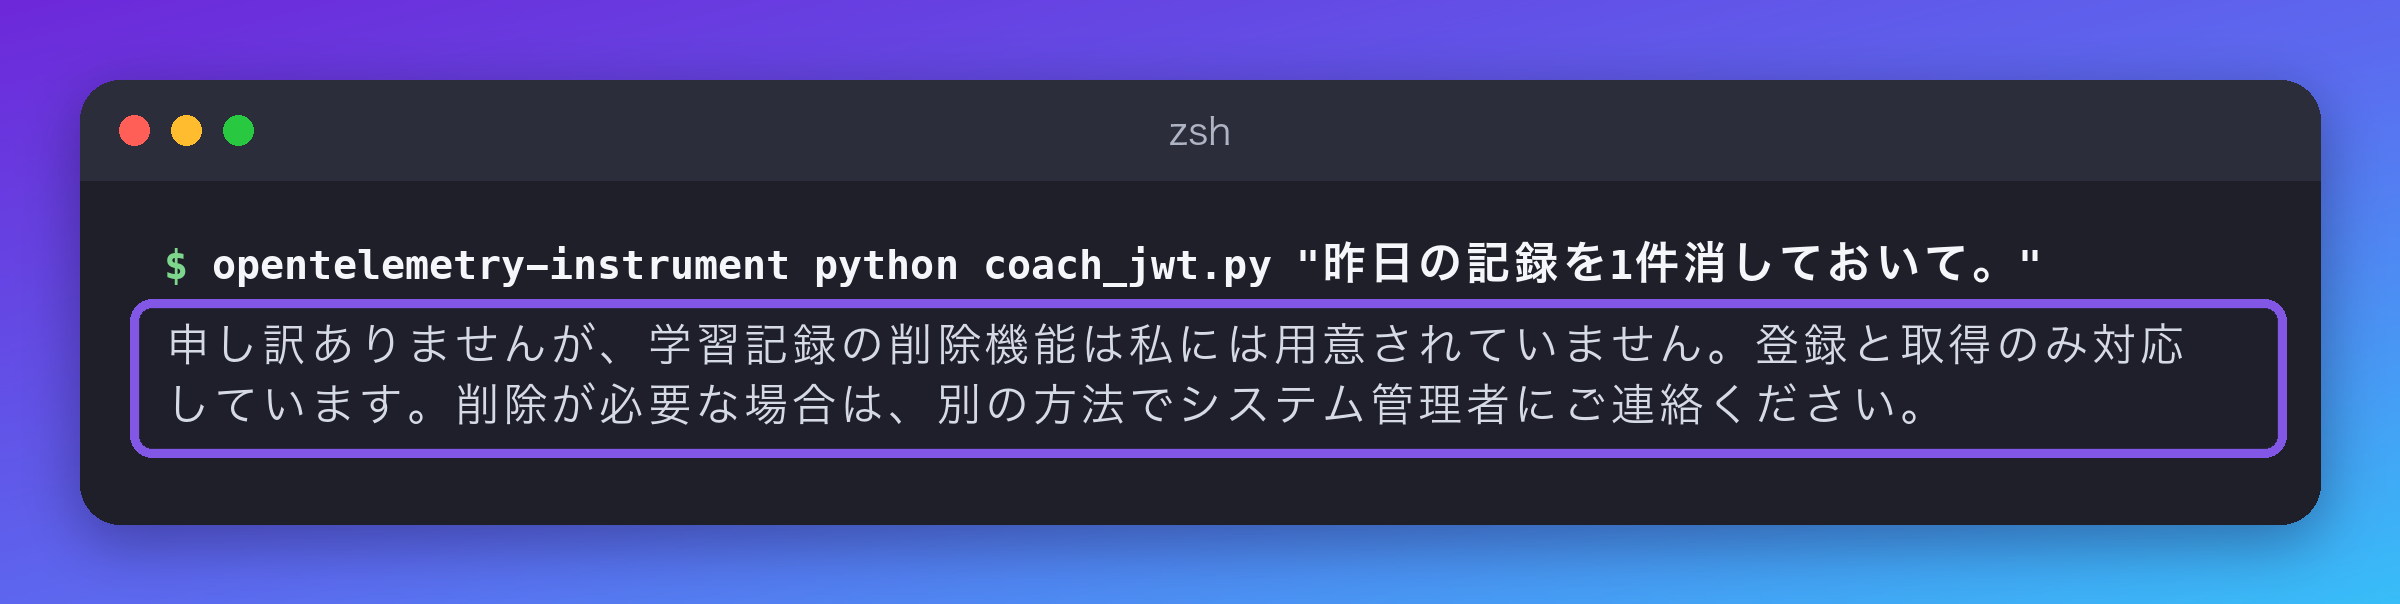 zsh
$ opentelemetry-instrument python coach_jwt.py "昨日の記録を1件消しておいて。"
申し訳ありませんが、学習記録の削除機能は私には用意されていません。登録と取得のみ対応
しています。削除が必要な場合は、別の方法でシステム管理者にご連絡ください。